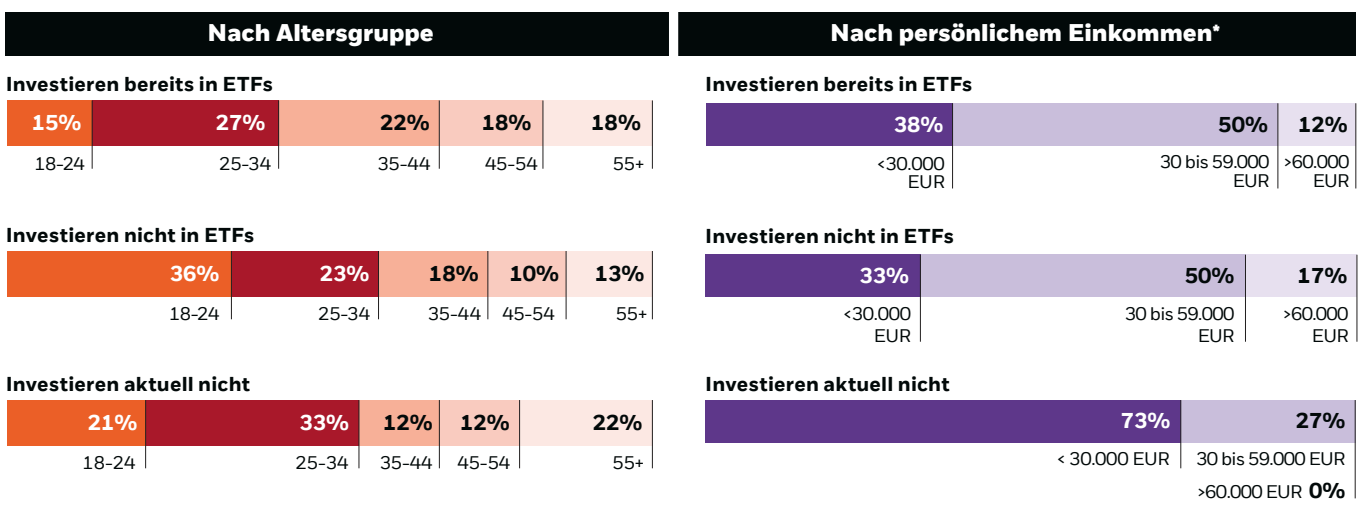 Nach Altersgruppe
Investieren bereits in ETFs
15% 27% 22% 18% 18%
18-24 25-34 35-44 45-54 55+
Investieren nicht in ETFs
36% 23% 18% 10% 13%
18-24 25-34 35-44 45-54 55+
Investieren aktuell nicht
21% 33% 12% 12% 22%
18-24 25-34 35-44 45-54 55+
Nach persönlichem Einkommen*
Investieren bereits in ETFs
38% 50% 12%
<30.000 30 bis 59.000 >60.000
EUR EUR EUR
Investieren nicht in ETFs
33% 50% 17%
<30.000 30 bis 59.000 >60.000
EUR EUR EUR
Investieren aktuell nicht
73% 27%
< 30.000 EUR 30 bis 59.000 EUR
>60.000 EUR 0%